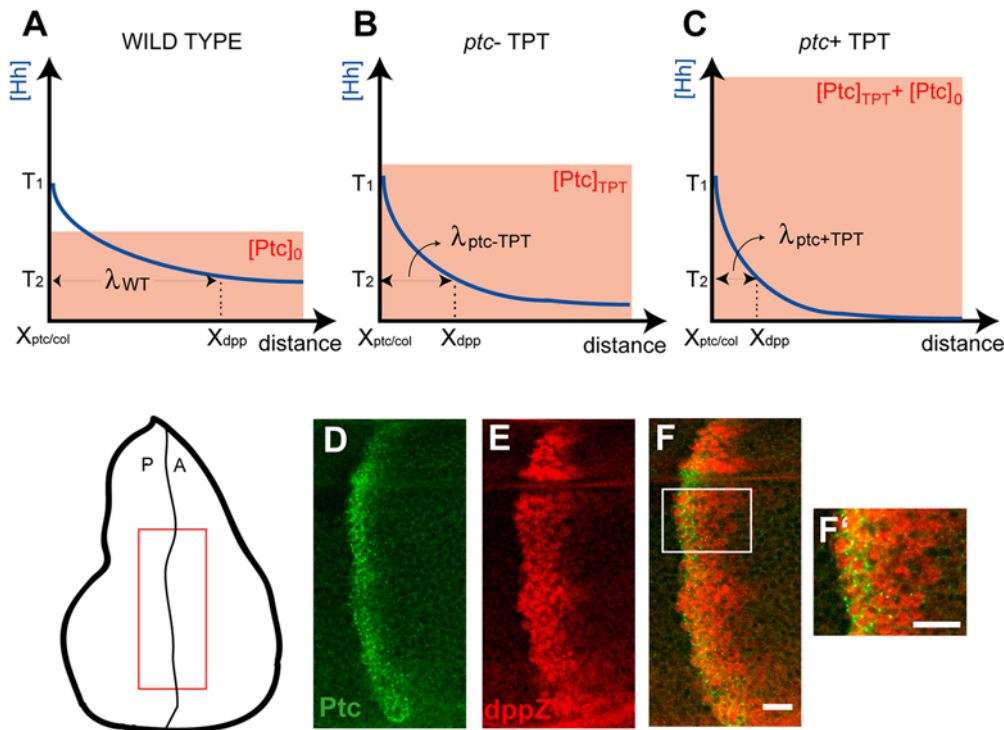 A
WILD TYPE
[Hh]
T1
T2
[Ptc]0
λWT
Xptc/col
Xdpp
distance
B
ptc- TPT
[Hh]
T1
T2
[Ptc]TPT
λptc-TPT
Xptc/col
Xdpp
distance
C
ptc+ TPT
[Hh]
T1
T2
[Ptc]TPT+ [Ptc]0
λptc+TPT
Xptc/col
Xdpp
distance
P A
D
Ptc
E
dppZ
F
F'